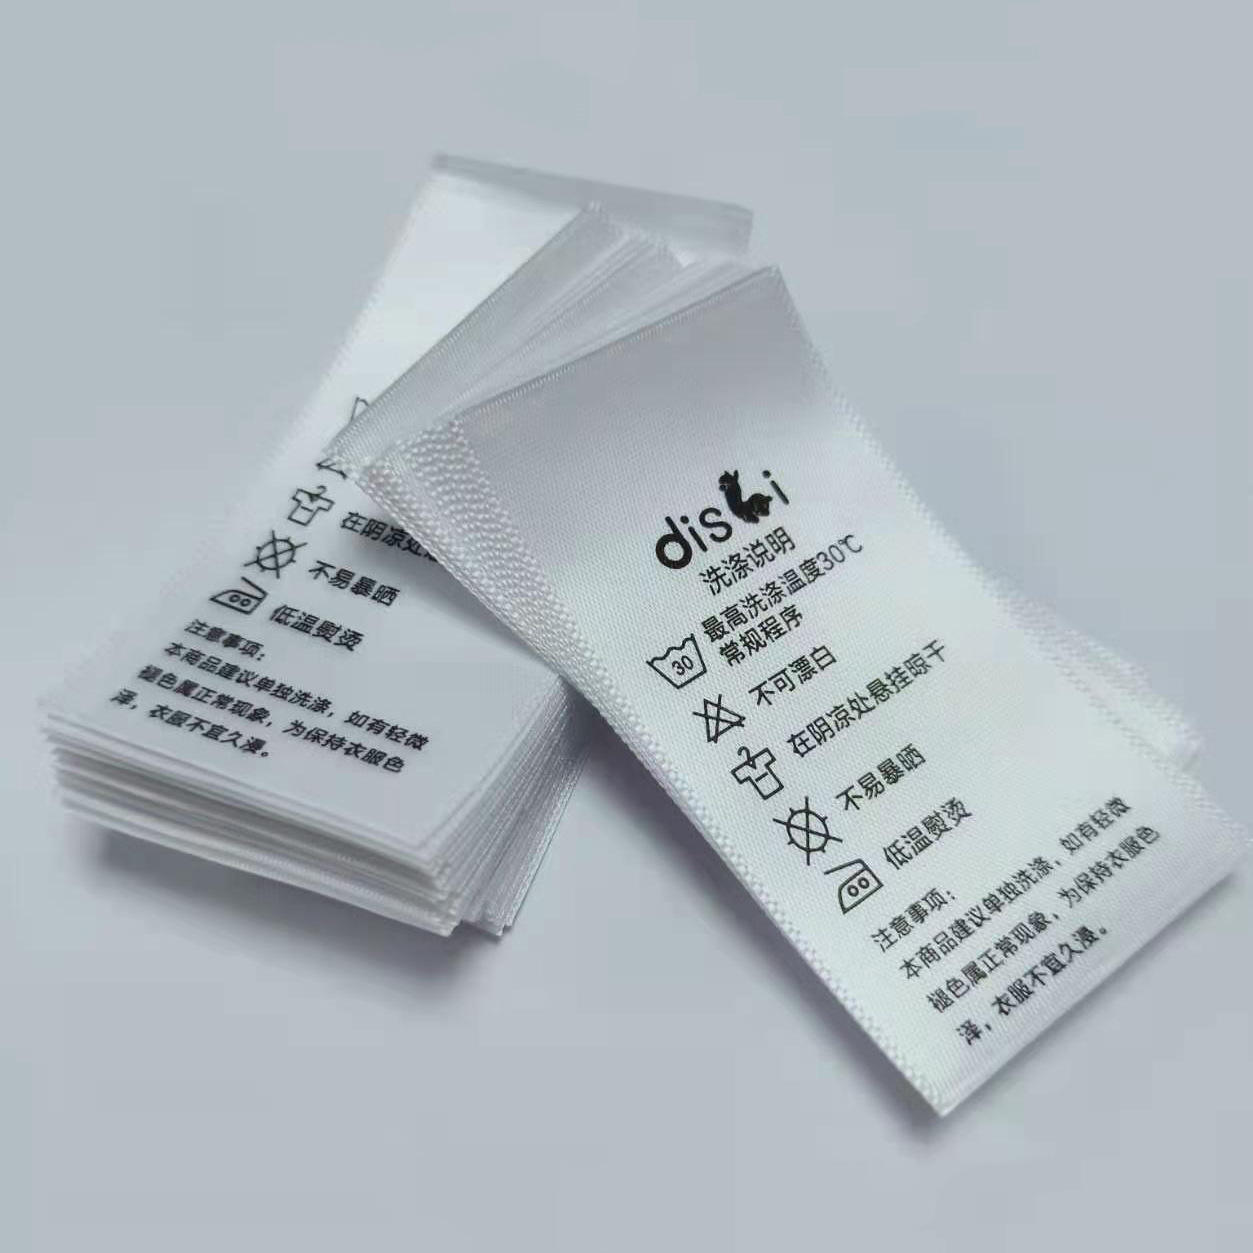 在阴凉处
不易暴晒
低温熨烫
注意事项：
本商品建议单独洗涤，如有轻微
褪色属正常现象，为保持衣服色
泽，衣服不宜久浸。
dis i
洗涤说明
最高洗涤温度30℃
常规程序
30
不可漂白
在阴凉处悬挂晾干
不易暴晒
低温熨烫
注意事项：
本商品建议单独洗涤，如有轻微
褪色属正常现象，为保持衣服色
泽，衣服不宜久浸。